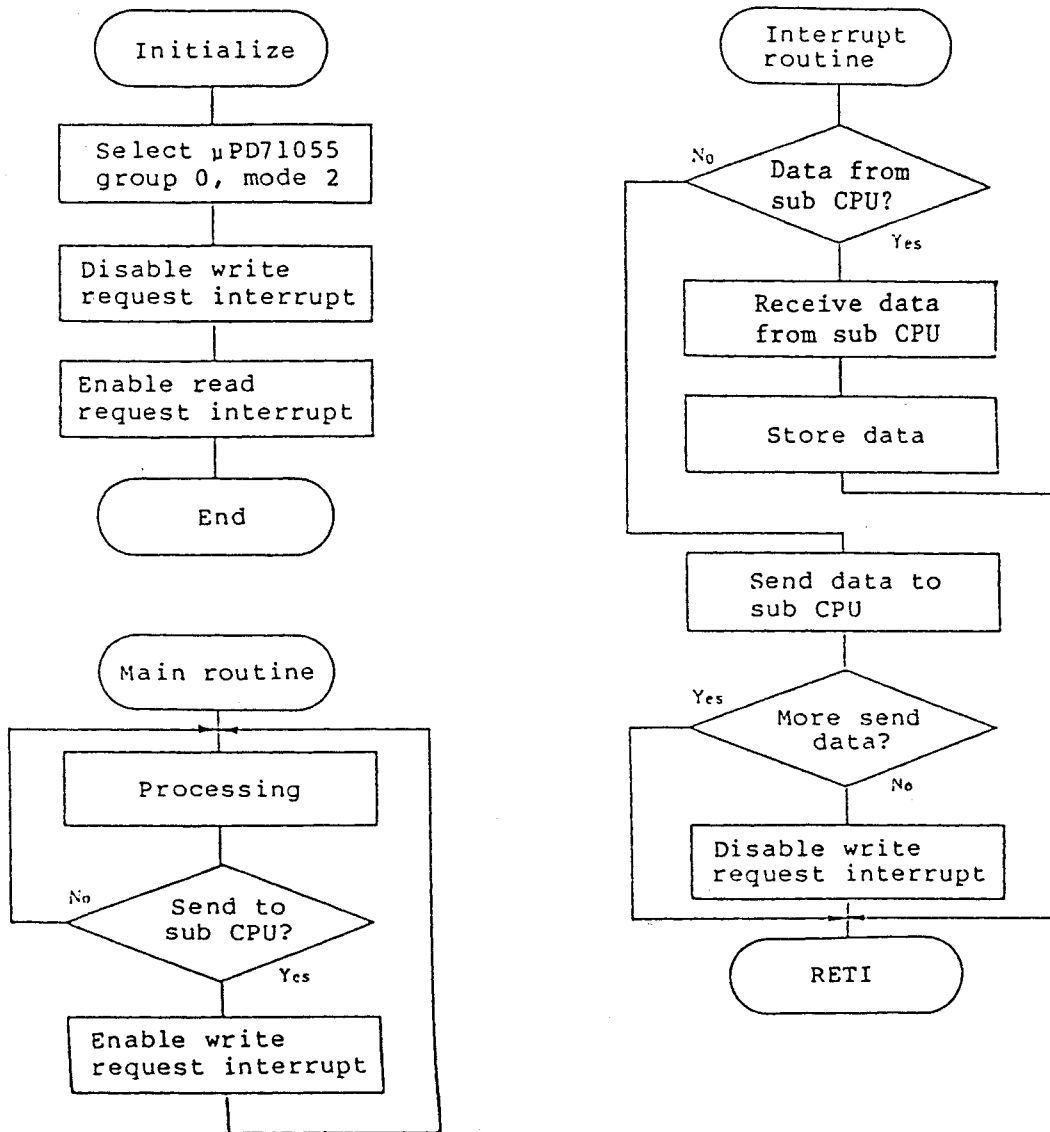 Initialize
Select µPD71055
group 0, mode 2
Disable write
request interrupt
Enable read
request interrupt
End
Main routine
Processing
No
Send to
sub CPU?
Yes
Enable write
request interrupt
Interrupt
routine
No
Data from
sub CPU?
Yes
Receive data
from sub CPU
Store data
Send data to
sub CPU
Yes
More send
data?
No
Disable write
request interrupt
RETI